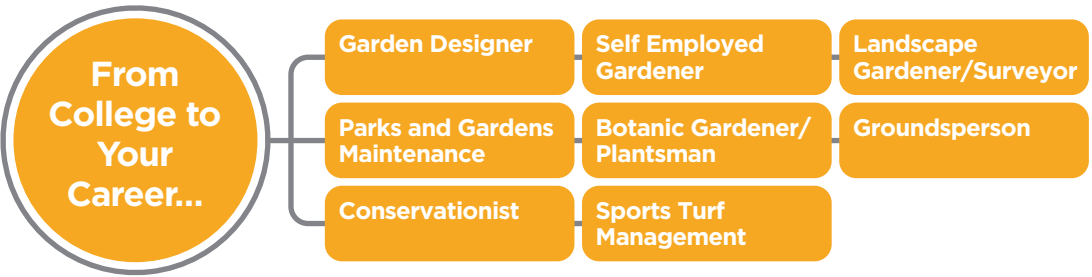 From
College to
Your
Career...
Garden Designer
Self Employed
Gardener
Landscape
Gardener/Surveyor
Parks and Gardens
Maintenance
Botanic Gardener/
Plantsman
Groundsperson
Conservationist
Sports Turf
Management